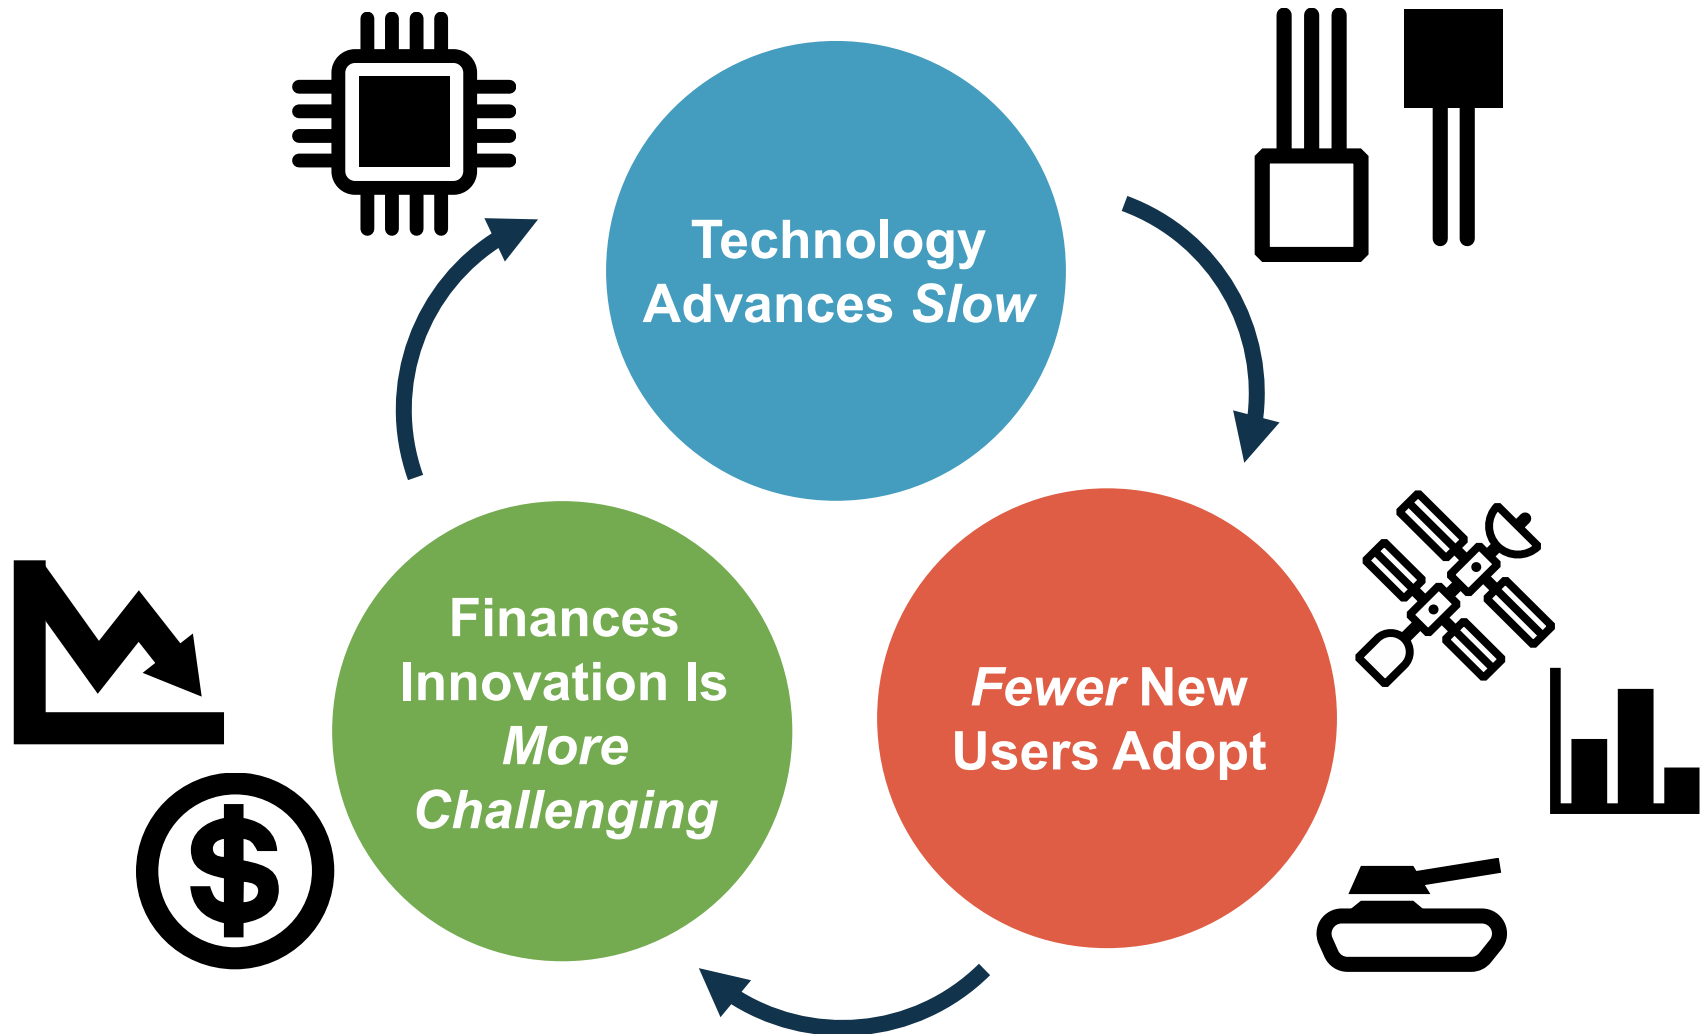 Technology
Advances Slow
Fewer New
Users Adopt
Finances
Innovation Is
More
Challenging
$